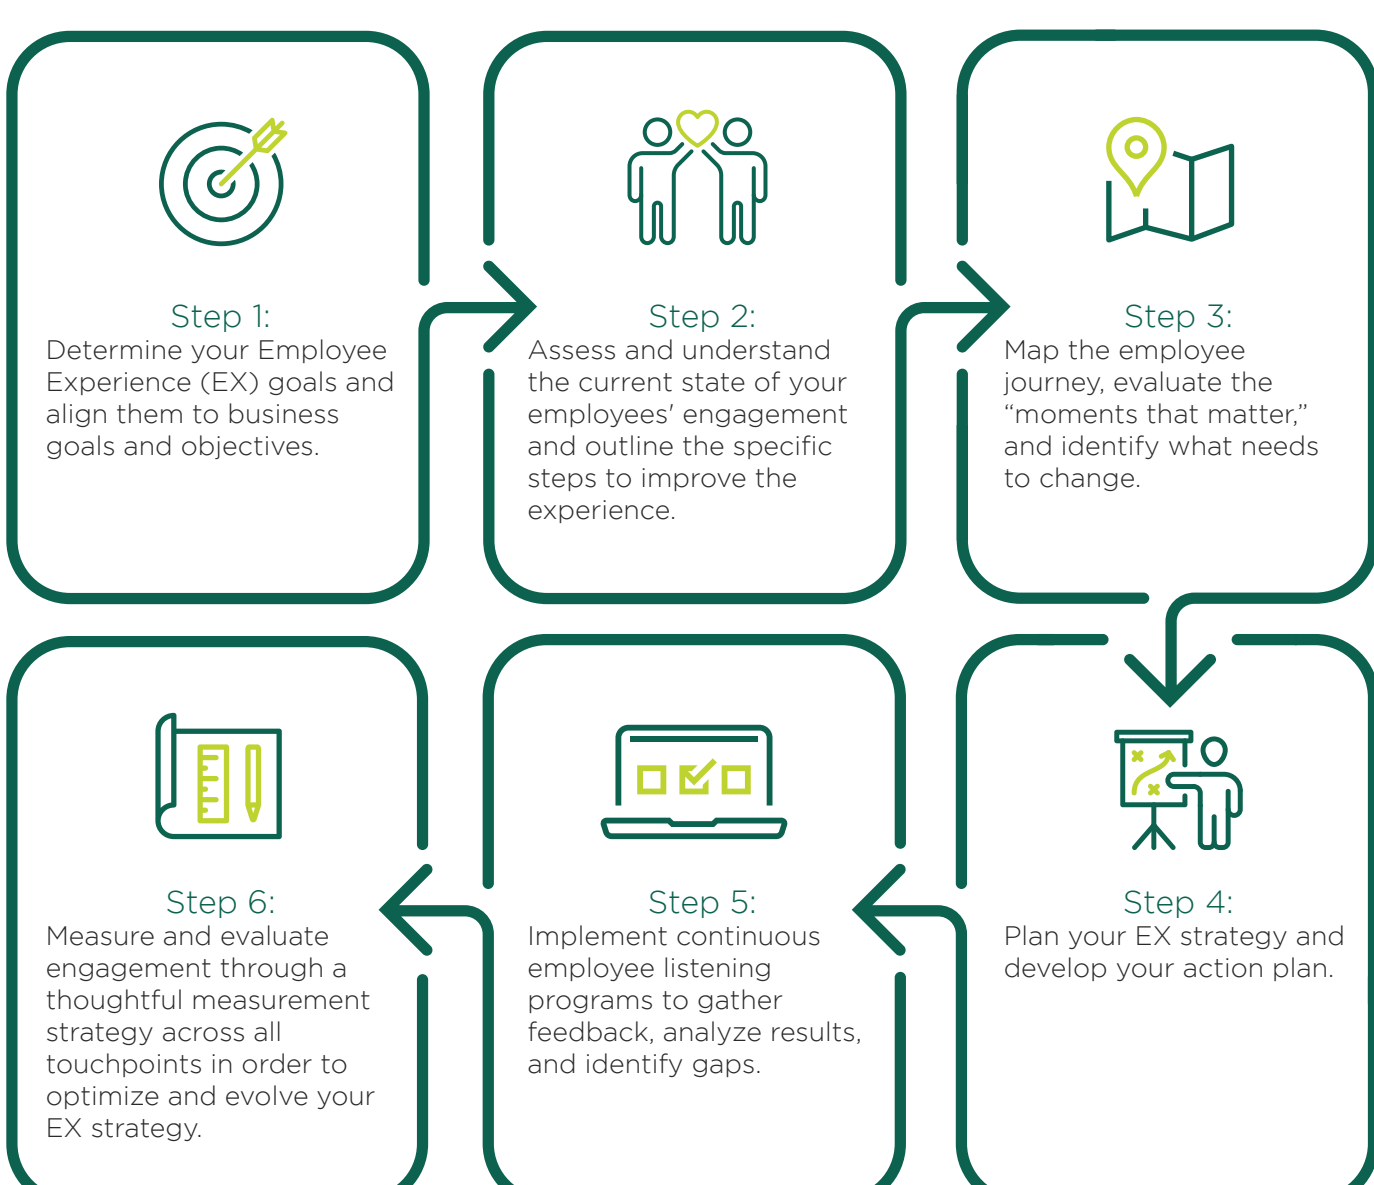 Step 1:
Determine your Employee
Experience (EX) goals and
align them to business
goals and objectives.
Step 2:
Assess and understand
the current state of your
employees' engagement
and outline the specific
steps to improve the
experience.
Step 3:
Map the employee
journey, evaluate the
“moments that matter,”
and identify what needs
to change.
Step 4:
Plan your EX strategy and
develop your action plan.
Step 5:
Implement continuous
employee listening
programs to gather
feedback, analyze results,
and identify gaps.
Step 6:
Measure and evaluate
engagement through a
thoughtful measurement
strategy across all
touchpoints in order to
optimize and evolve your
EX strategy.